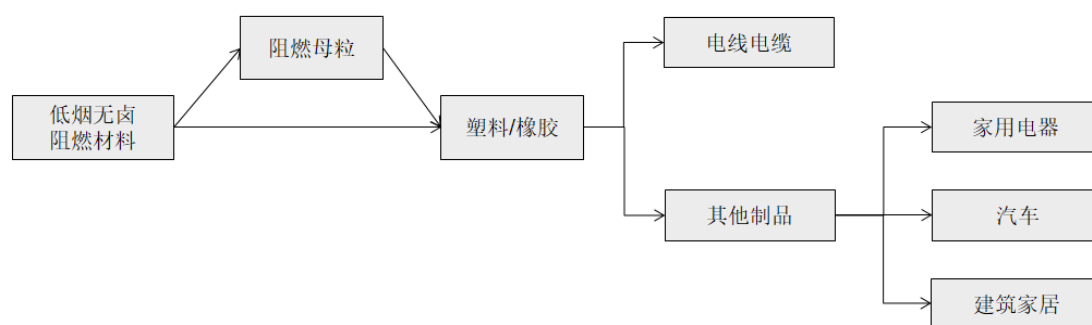 阻燃母粒
电线电缆
低烟无卤
阻燃材料
塑料/橡胶
家用电器
其他制品
汽车
建筑家居